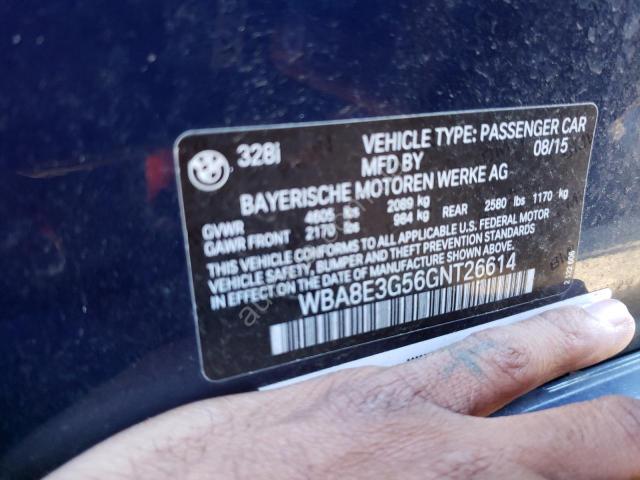 328i VEHICLE TYPE: PASSENGER CAR
MFD BY 08/15
BAYERISCHE MOTOREN WERKE AG
GVWR 4605 lbs 2089 kg
GAWR FRONT 2170 lbs 984 kg REAR 2580 lbs 1170 kg
THIS VEHICLE CONFORMS TO ALL APPLICABLE U.S. FEDERAL MOTOR
VEHICLE SAFETY, BUMPER AND THEFT PREVENTION STANDARDS
IN EFFECT ON THE DATE OF MANUFACTURE SHOWN ABOVE
WBA8E3G56GNT26614